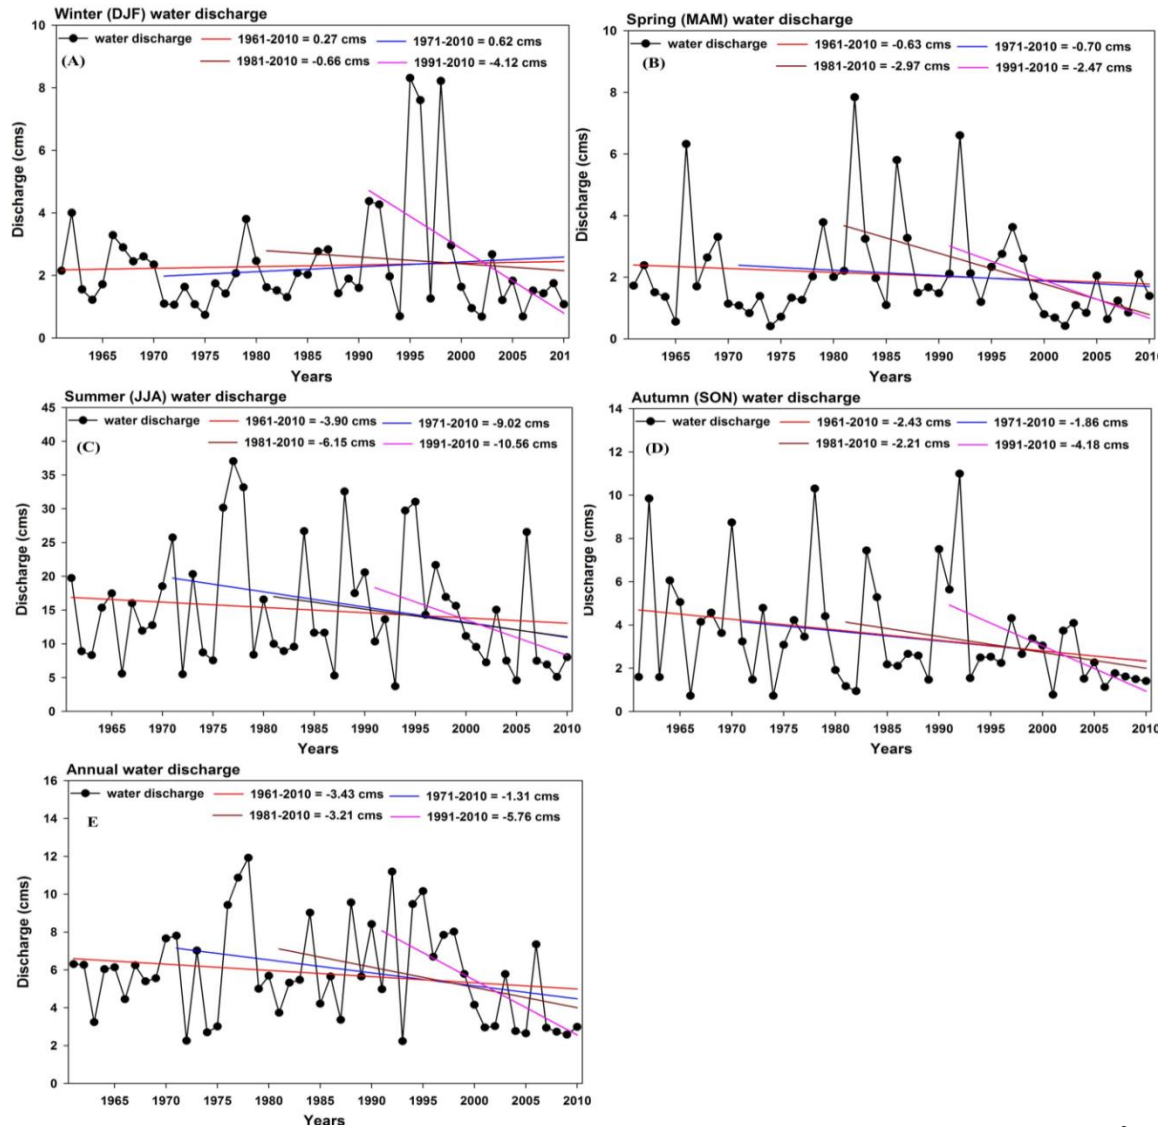 Winter (DJF) water discharge
10
water discharge 1961-2010 = 0.27 cms 1971-2010 = 0.62 cms
(A) 1981-2010 = -0.66 cms 1991-2010 = -4.12 cms
8
6
4
2
0
Discharge (cms)
1965 1970 1975 1980 1985 1990 1995 2000 2005 2010
Years
Spring (MAM) water discharge
10
water discharge 1961-2010 = -0.63 cms 1971-2010 = -0.70 cms
(B) 1981-2010 = -2.97 cms 1991-2010 = -2.47 cms
8
6
4
2
0
Discharge (cms)
1965 1970 1975 1980 1985 1990 1995 2000 2005 2010
Years
Summer (JJA) water discharge
45
water discharge 1961-2010 = -3.90 cms 1971-2010 = -9.02 cms
40
1981-2010 = -6.15 cms 1991-2010 = -10.56 cms
(C)
35
30
25
20
15
10
5
0
Discharge (cms)
1965 1970 1975 1980 1985 1990 1995 2000 2005 2010
Years
Autumn (SON) water discharge
14
water discharge 1961-2010 = -2.43 cms 1971-2010 = -1.86 cms
1981-2010 = -2.21 cms 1991-2010 = -4.18 cms
(D)
12
10
8
6
4
2
0
Discharge (cms)
1965 1970 1975 1980 1985 1990 1995 2000 2005 2010
Years
Annual water discharge
16
water discharge 1961-2010 = -3.43 cms 1971-2010 = -1.31 cms
1981-2010 = -3.21 cms 1991-2010 = -5.76 cms
E
14
12
10
8
6
4
2
0
Discharge (cms)
1965 1970 1975 1980 1985 1990 1995 2000 2005 2010
Years